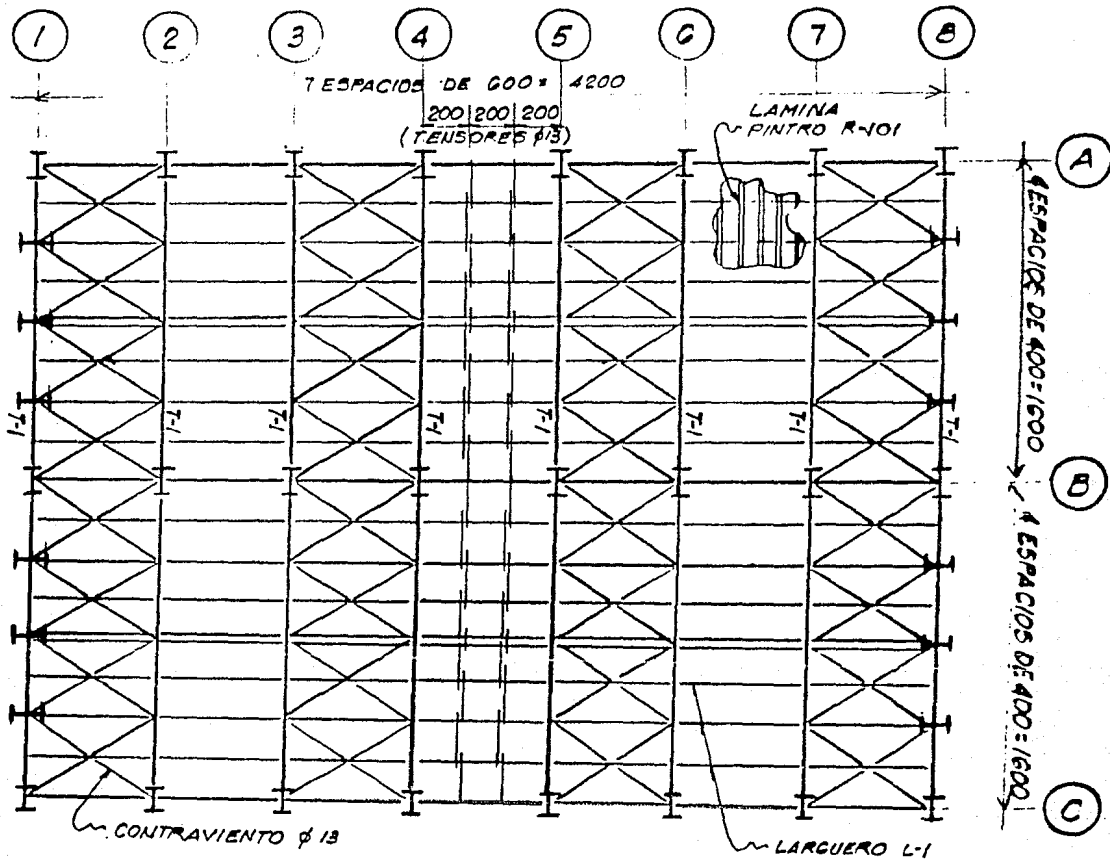 1 2 3 4 5 6 7 8
7 ESPACIOS DE 600 = 4200
200 200 200
(TENSORES ϕ13)
LAMINA
PINTRO R-101
A
4 ESPACIOS DE 400=1600
T-1 T-1 T-1 T-1 T-1 T-1 T-1 T-1
B
4 ESPACIOS DE 400=1600
C
CONTRAVIENTO ϕ 13
LARGUERO L-1